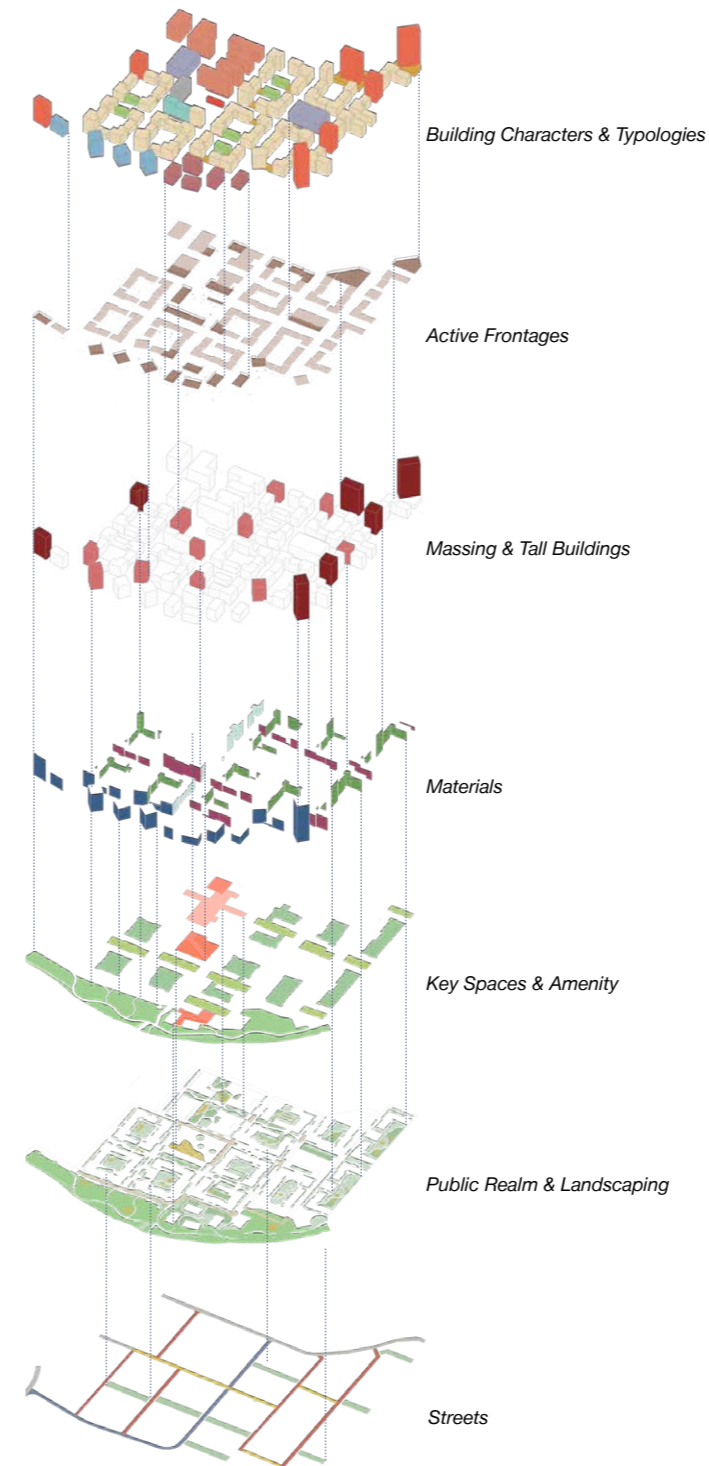 Building Characters & Typologies
Active Frontages
Massing & Tall Buildings
Materials
Key Spaces & Amenity
Public Realm & Landscaping
Streets